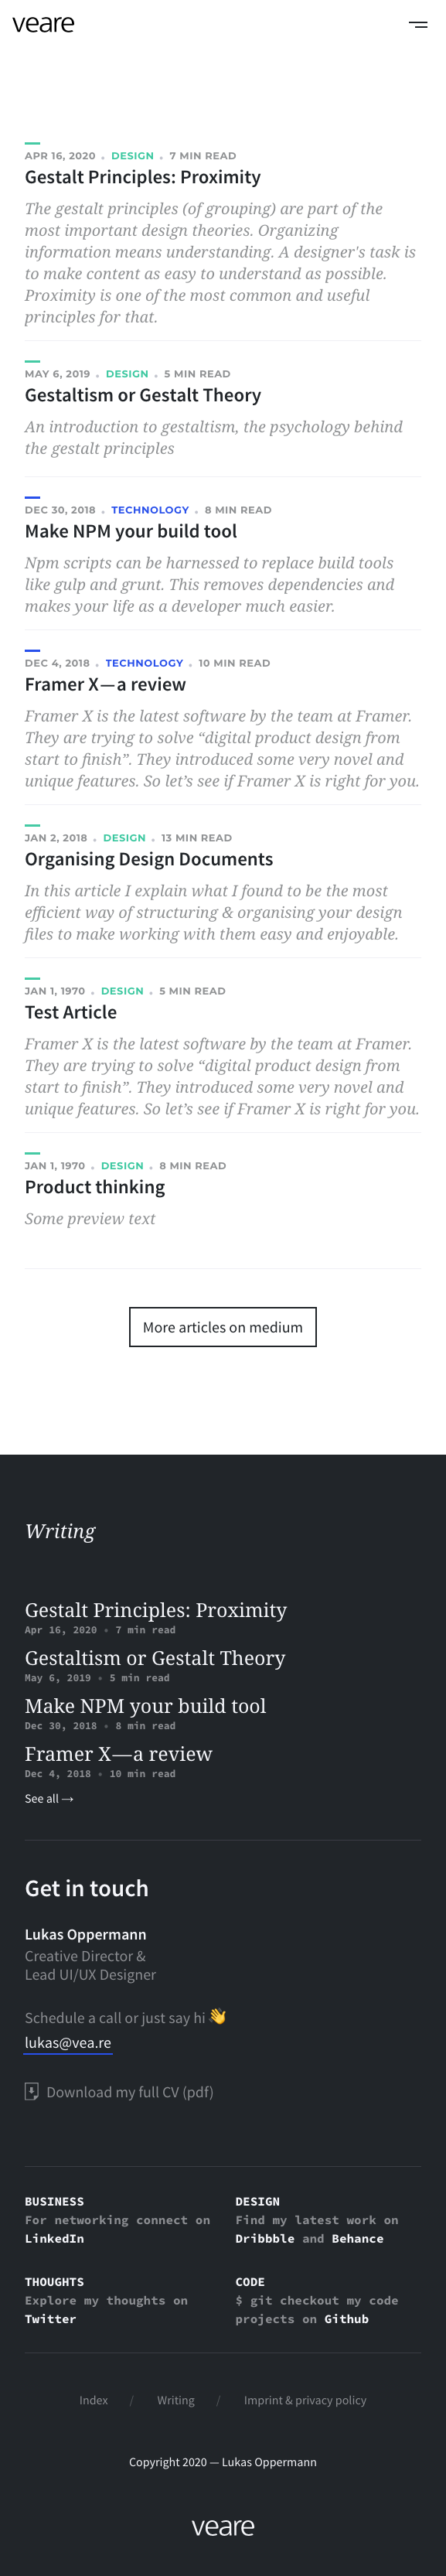 veare
APR 16, 2020 • DESIGN • 7 MIN READ
Gestalt Principles: Proximity
The gestalt principles (of grouping) are part of the
most important design theories. Organizing
information means understanding. A designer's task is
to make content as easy to understand as possible.
Proximity is one of the most common and useful
principles for that.
MAY 6, 2019 • DESIGN • 5 MIN READ
Gestaltism or Gestalt Theory
An introduction to gestaltism, the psychology behind
the gestalt principles
DEC 30, 2018 • TECHNOLOGY • 8 MIN READ
Make NPM your build tool
Npm scripts can be harnessed to replace build tools
like gulp and grunt. This removes dependencies and
makes your life as a developer much easier.
DEC 4, 2018 • TECHNOLOGY • 10 MIN READ
Framer X—a review
Framer X is the latest software by the team at Framer.
They are trying to solve “digital product design from
start to finish”. They introduced some very novel and
unique features. So let’s see if Framer X is right for you.
JAN 2, 2018 • DESIGN • 13 MIN READ
Organising Design Documents
In this article I explain what I found to be the most
efficient way of structuring & organising your design
files to make working with them easy and enjoyable.
JAN 1, 1970 • DESIGN • 5 MIN READ
Test Article
Framer X is the latest software by the team at Framer.
They are trying to solve “digital product design from
start to finish”. They introduced some very novel and
unique features. So let’s see if Framer X is right for you.
JAN 1, 1970 • DESIGN • 8 MIN READ
Product thinking
Some preview text
More articles on medium
Writing
Gestalt Principles: Proximity
Apr 16, 2020 • 7 min read
Gestaltism or Gestalt Theory
May 6, 2019 • 5 min read
Make NPM your build tool
Dec 30, 2018 • 8 min read
Framer X—a review
Dec 4, 2018 • 10 min read
See all →
Get in touch
Lukas Oppermann
Creative Director &
Lead UI/UX Designer
Schedule a call or just say hi 👋
lukas@vea.re
Download my full CV (pdf)
BUSINESS
For networking connect on
LinkedIn
DESIGN
Find my latest work on
Dribbble and Behance
THOUGHTS
Explore my thoughts on
Twitter
CODE
$ git checkout my code
projects on Github
Index / Writing / Imprint & privacy policy
Copyright 2020 — Lukas Oppermann
veare